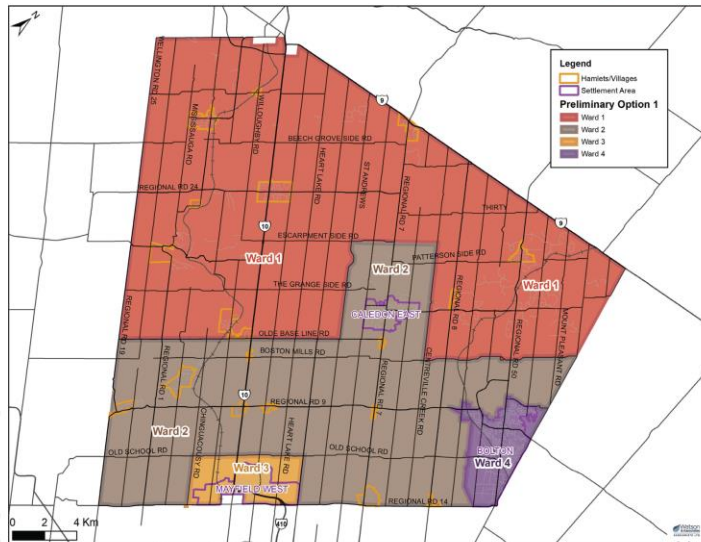 Z
Legend
Hamlets/Villages
Settlement Area
Preliminary Option 1
Ward 1
Ward 2
Ward 3
Ward 4
WELLINGTON RD 25
MISSISSAUGA RD
WILLOUGHBY RD
9
BEECH GROVE SIDE RD
HEART LAKE RD
ST ANDREWS
REGIONAL RD 7
REGIONAL RD 24
THIRTY
10
9
ESCARPMENT SIDE RD
PATTERSON SIDE RD
Ward 1
Ward 2
Ward 1
THE GRANGE SIDE RD
REGIONAL RD 8
CALEDON EAST
REGIONAL RD 19
MOUNT PLEASANT RD
OLDE BASE LINE RD
BOSTON MILLS RD
REGIONAL RD 50
REGIONAL RD 1
REGIONAL RD 7
CENTREVILLE CREEK RD
10
REGIONAL RD 9
CHINGUACOUSY RD
HEART LAKE RD
Ward 2
OLD SCHOOL RD
OLD SCHOOL RD
BOLTON
Ward 4
Ward 3
MAYFIELD WEST
REGIONAL RD 14
410
0 2 4 Km
Watson